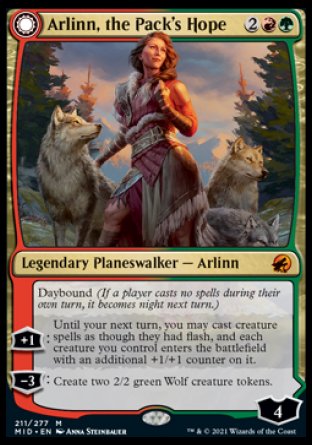 Arlinn, the Pack's Hope 2
Legendary Planeswalker — Arlinn
Daybound (If a player casts no spells during their
own turn, it becomes night next turn.)
Until your next turn, you may cast creature
spells as though they had flash, and each
+1: creature you control enters the battlefield
with an additional +1/+1 counter on it.
-3: Create two 2/2 green Wolf creature tokens.
4
211/277 M
MID • EN Anna Steinbauer ™ & © 2021 Wizards of the Coast